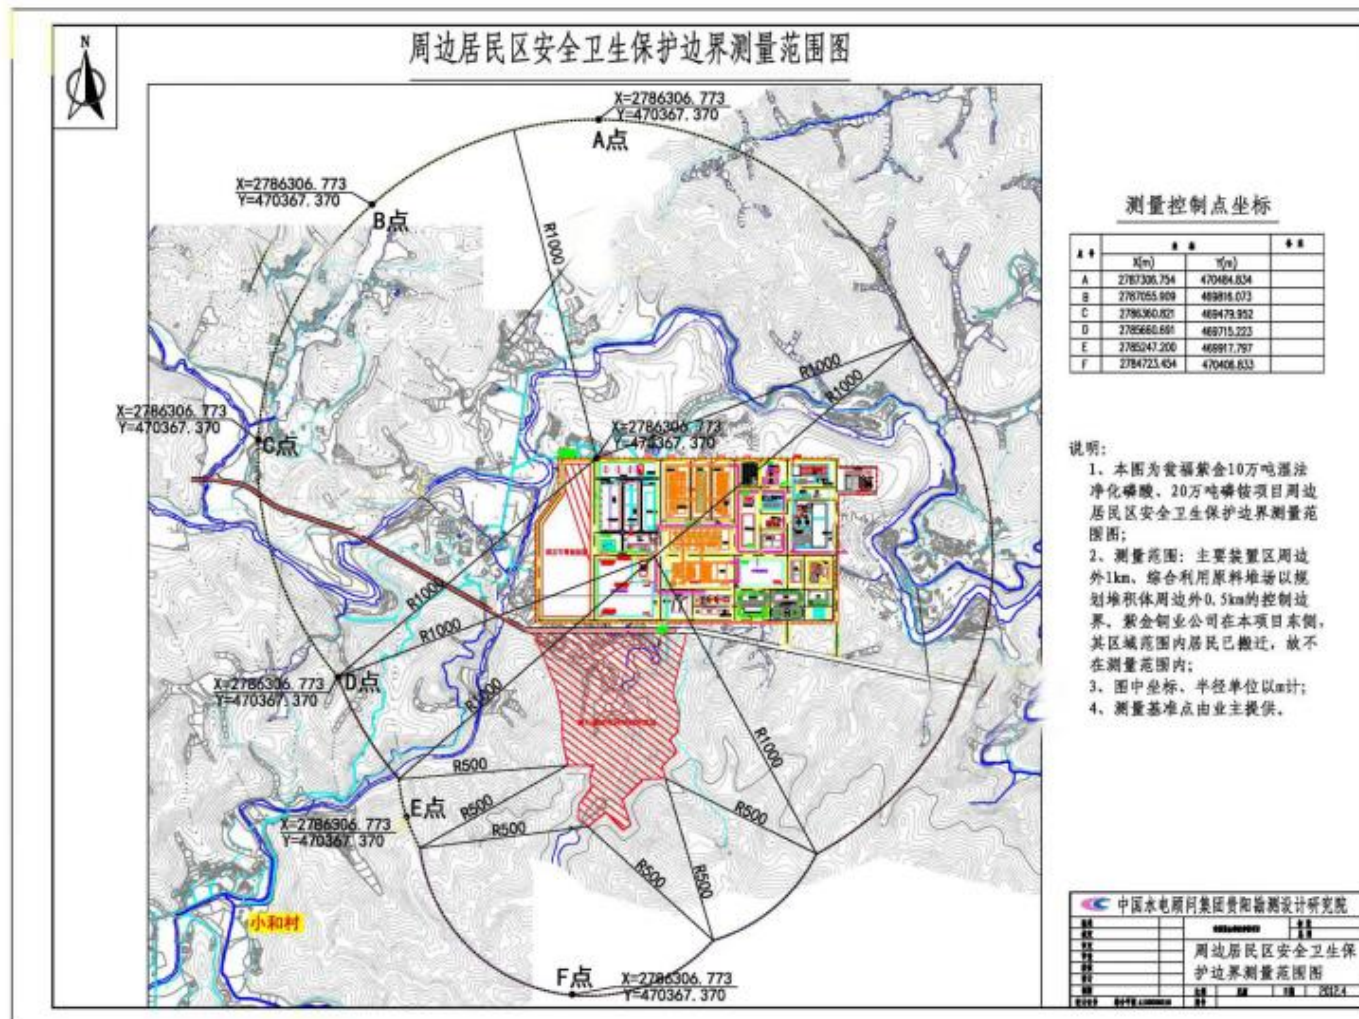 周边居民区安全卫生保护边界测量范围图
N
X=2786306.773
Y=470367.370
A点
X=2786306.773
Y=470367.370
B点
R1000
测量控制点坐标
X(m) Y(m)
A 2787306.754 470484.834
B 2787055.909 469816.073
C 2786360.821 469479.952
D 2785660.691 469715.223
E 2785247.200 469917.797
F 2784723.454 470406.833
R1000
R1000
X=2786306.773
Y=470367.370
C点
X=2786306.773
Y=470367.370
说明:
1、本图为瓮福紫金10万吨湿法
净化磷酸、20万吨磷铵项目周边
居民区安全卫生保护边界测量范
围图;
2、测量范围: 主要装置区周边
外1km、综合利用原料堆场以规
划堆积体周边外0.5km的控制边
界、紫金铜业公司在本项目东侧,
其区域范围内居民已搬迁, 故不
在测量范围内;
3、图中坐标、半径单位以m计;
4、测量基准点由业主提供。
R1000
R1000
X=2786306.773
Y=470367.370
D点
R1000
R1000
R500
R500
R500
R500
R500
R500
E点
X=2786306.773
Y=470367.370
小和村
F点
X=2786306.773
Y=470367.370
中国水电顾问集团贵阳勘测设计研究院
周边居民区安全卫生保
护边界测量范围图
2012.4